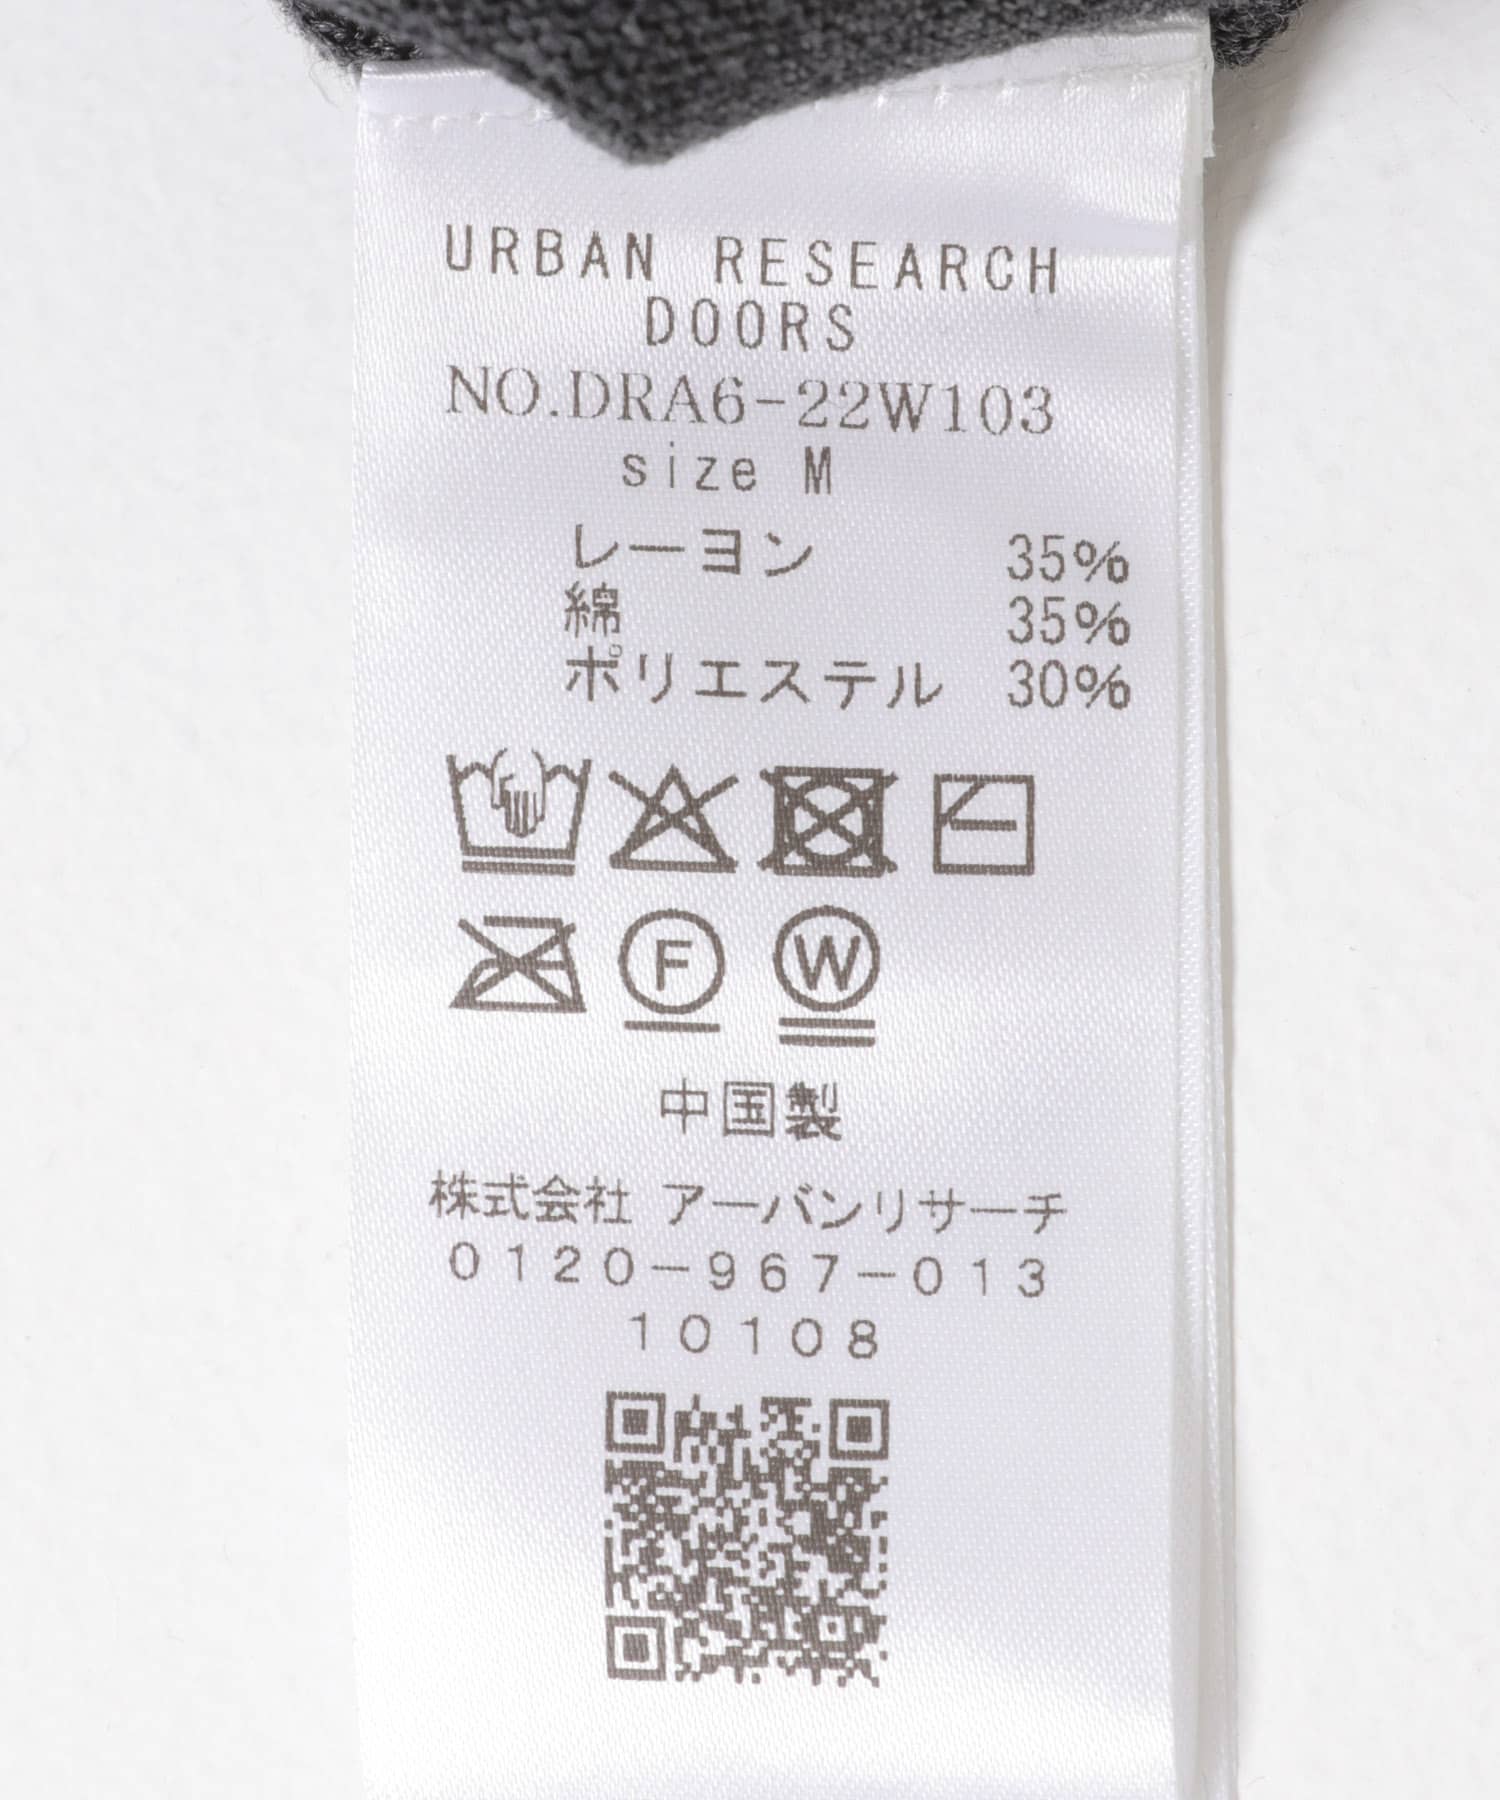 URBAN RESEARCH
DOORS
NO.DRA6-22W103
size M
レーヨン 35%
綿 35%
ポリエステル 30%
F W
中国製
株式会社 アーバンリサーチ
0120-967-013
10108